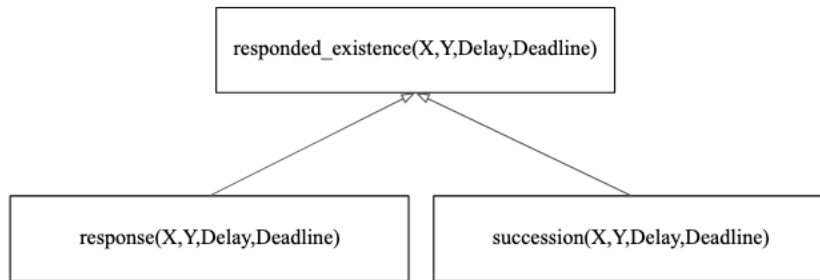 responded_existence(X,Y,Delay,Deadline)
response(X,Y,Delay,Deadline)
succession(X,Y,Delay,Deadline)